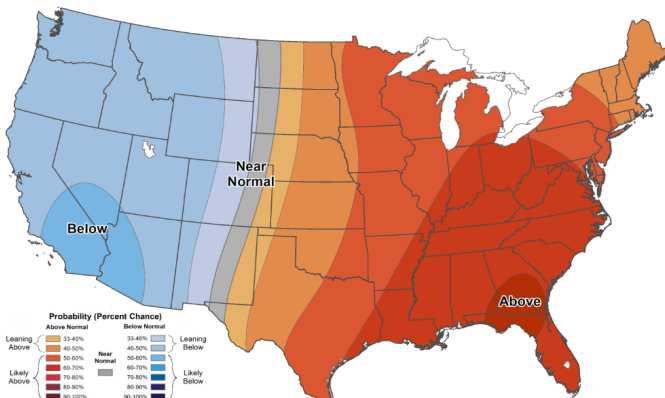 Near
Normal
Below
Above
Probability (Percent Chance)
Above Normal Below Normal
Leaning
Above
33-40% 33-40%
40-50% 40-50%
Leaning
Below
Likely
Above
50-60% Near
Normal 50-60%
60-70% 60-70%
70-80% 70-80%
80-90% 80-90%
90-100% 90-100%
Likely
Below